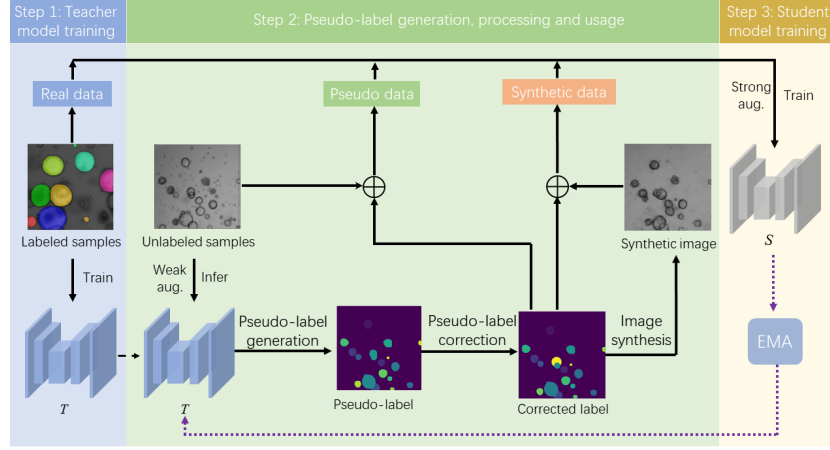 Step 1: Teacher
model training
Step 2: Pseudo-label generation, processing and usage
Step 3: Student
model training
Real data
Pseudo data
Synthetic data
Strong
aug.
Train
Labeled samples
Unlabeled samples
Synthetic image
S
Train
Weak
aug.
Infer
Pseudo-label
generation
Pseudo-label
correction
Image
synthesis
EMA
T
T
Pseudo-label
Corrected label